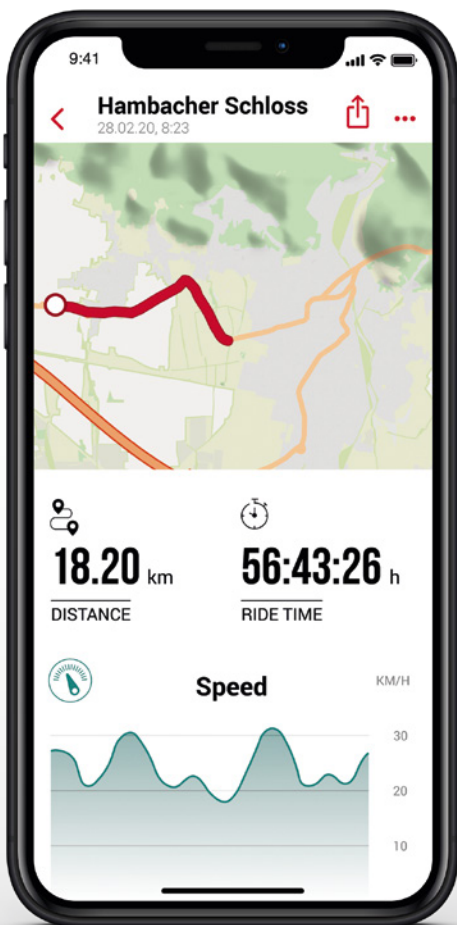 9:41
Hambacher Schloss
28.02.20, 8:23
18.20 km
56:43:26 h
DISTANCE
RIDE TIME
Speed
KM/H
30
20
10